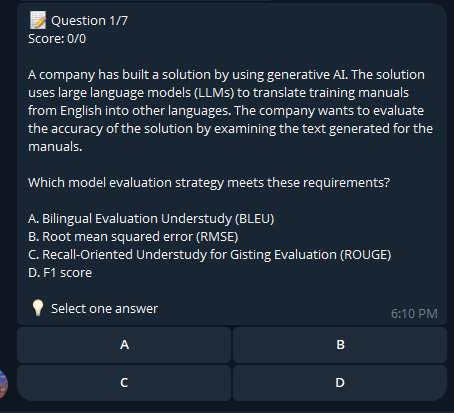 📝 Question 1/7
Score: 0/0
A company has built a solution by using generative AI. The solution
uses large language models (LLMs) to translate training manuals
from English into other languages. The company wants to evaluate
the accuracy of the solution by examining the text generated for the
manuals.
Which model evaluation strategy meets these requirements?
A. Bilingual Evaluation Understudy (BLEU)
B. Root mean squared error (RMSE)
C. Recall-Oriented Understudy for Gisting Evaluation (ROUGE)
D. F1 score
💡 Select one answer
6:10 PM
A
B
C
D